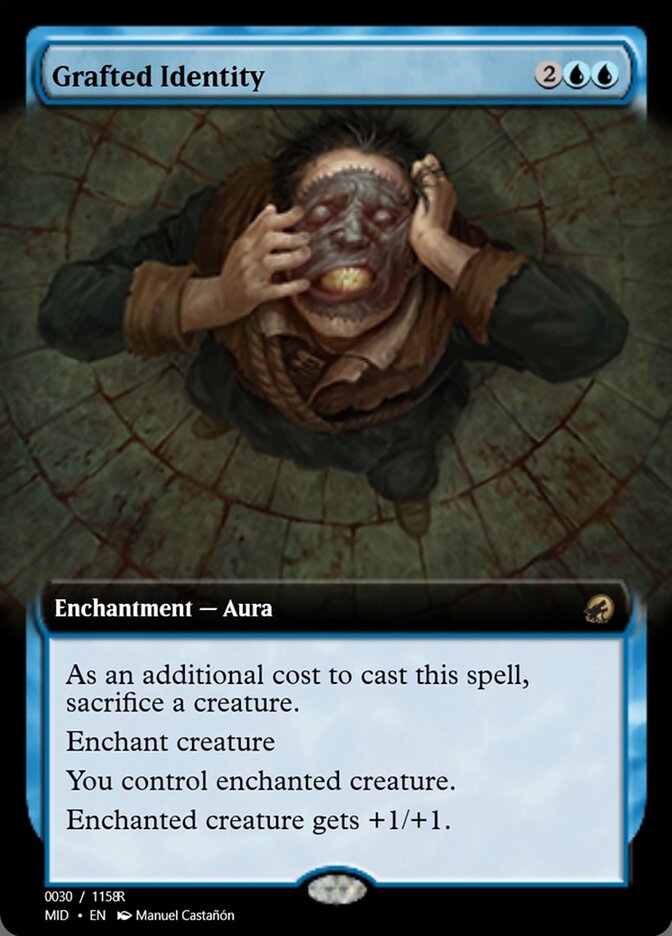 Grafted Identity 2
Enchantment — Aura
As an additional cost to cast this spell,
sacrifice a creature.
Enchant creature
You control enchanted creature.
Enchanted creature gets +1/+1.
0030 / 1158R
MID • EN Manuel Castañón